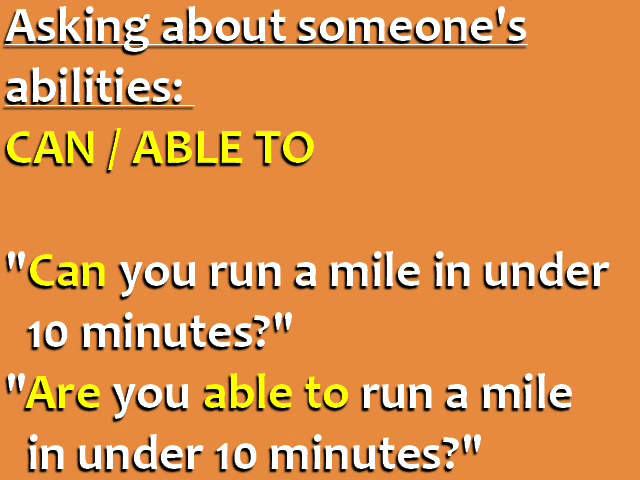 Asking about someone's
abilities:
CAN / ABLE TO
"Can you run a mile in under
10 minutes?"
"Are you able to run a mile
in under 10 minutes?"